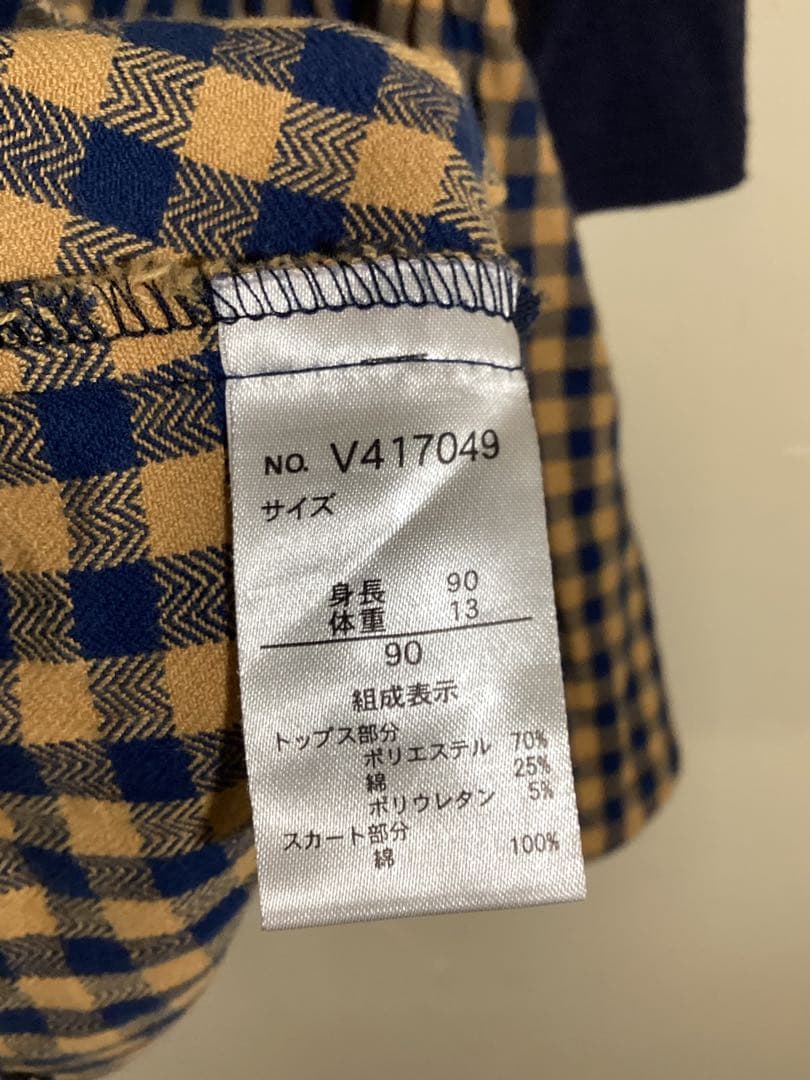 NO. V417049
サイズ
身長 90
体重 13
90
組成表示
トップス部分
ポリエステル 70%
綿 25%
ポリウレタン 5%
スカート部分
綿 100%